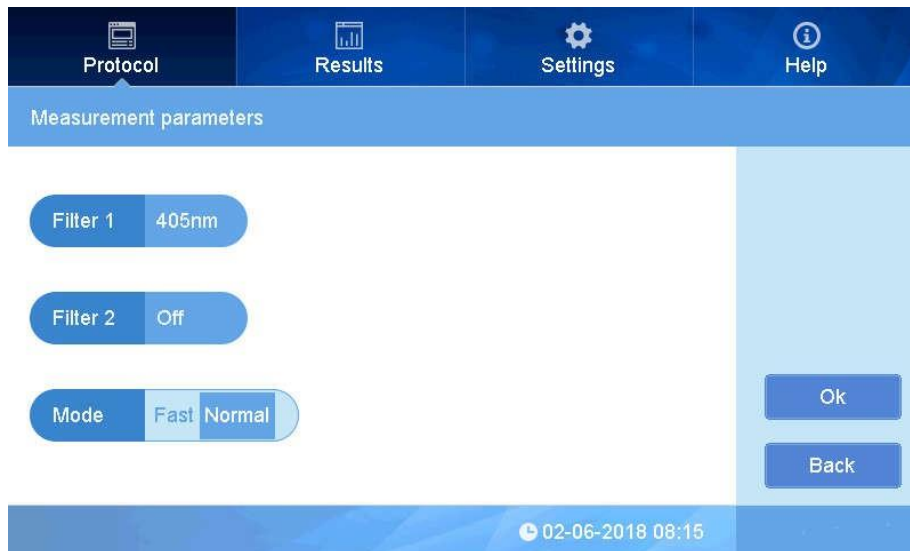 Protocol Results Settings Help
Measurement parameters
Filter 1 405nm
Filter 2 Off
Mode Fast Normal
Ok
Back
02-06-2018 08:15